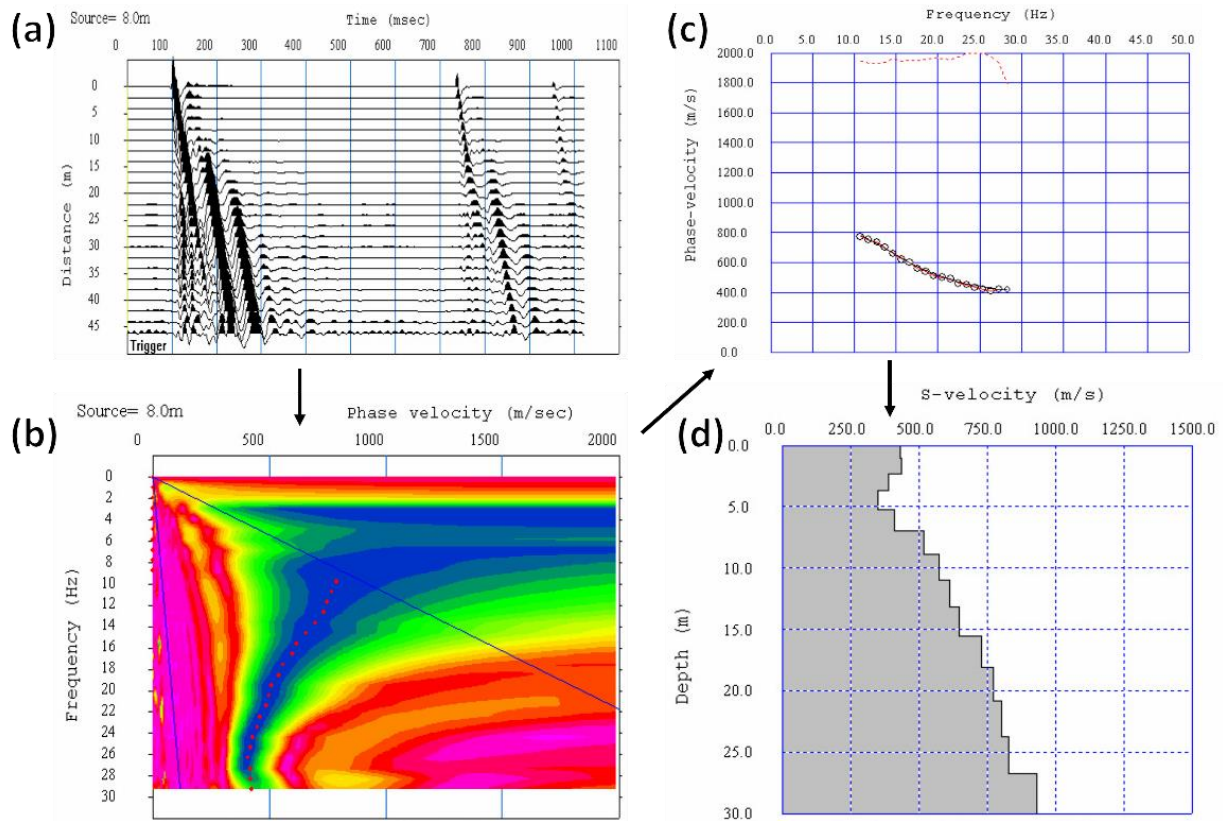 (a)
Source= 8.0m
Time (msec)
0 100 200 300 400 500 600 700 800 900 1000 1100
Distance (m)
0
5
10
15
20
25
30
35
40
45
Trigger
(b)
Source= 8.0m
Phase velocity (m/sec)
0 500 1000 1500 2000
Frequency (Hz)
0
2
4
6
8
10
12
14
16
18
20
22
24
26
28
30
(c)
Frequency (Hz)
0.0 5.0 10.0 15.0 20.0 25.0 30.0 35.0 40.0 45.0 50.0
Phase-velocity (m/s)
2000.0
1800.0
1600.0
1400.0
1200.0
1000.0
800.0
600.0
400.0
200.0
0.0
(d)
S-velocity (m/s)
0.0 250.0 500.0 750.0 1000.0 1250.0 1500.0
Depth (m)
0.0
5.0
10.0
15.0
20.0
25.0
30.0